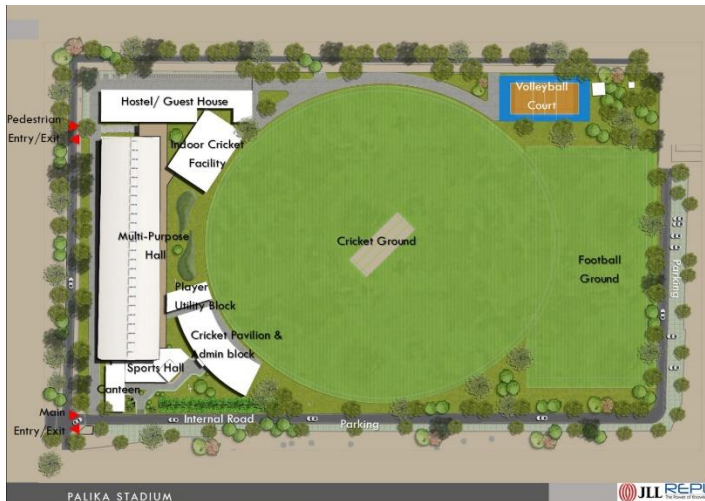 Hostel/ Guest House
Volleyball
Court
Pedestrian
Entry/Exit
Indoor Cricket
Facility
Multi-Purpose
Hall
Cricket Ground
Football
Ground
Parking
Player
Utility Block
Cricket Pavilion &
Admin block
Sports Hall
Canteen
Main
Entry/Exit
Internal Road
Parking
PALIKA STADIUM
JLL REPI